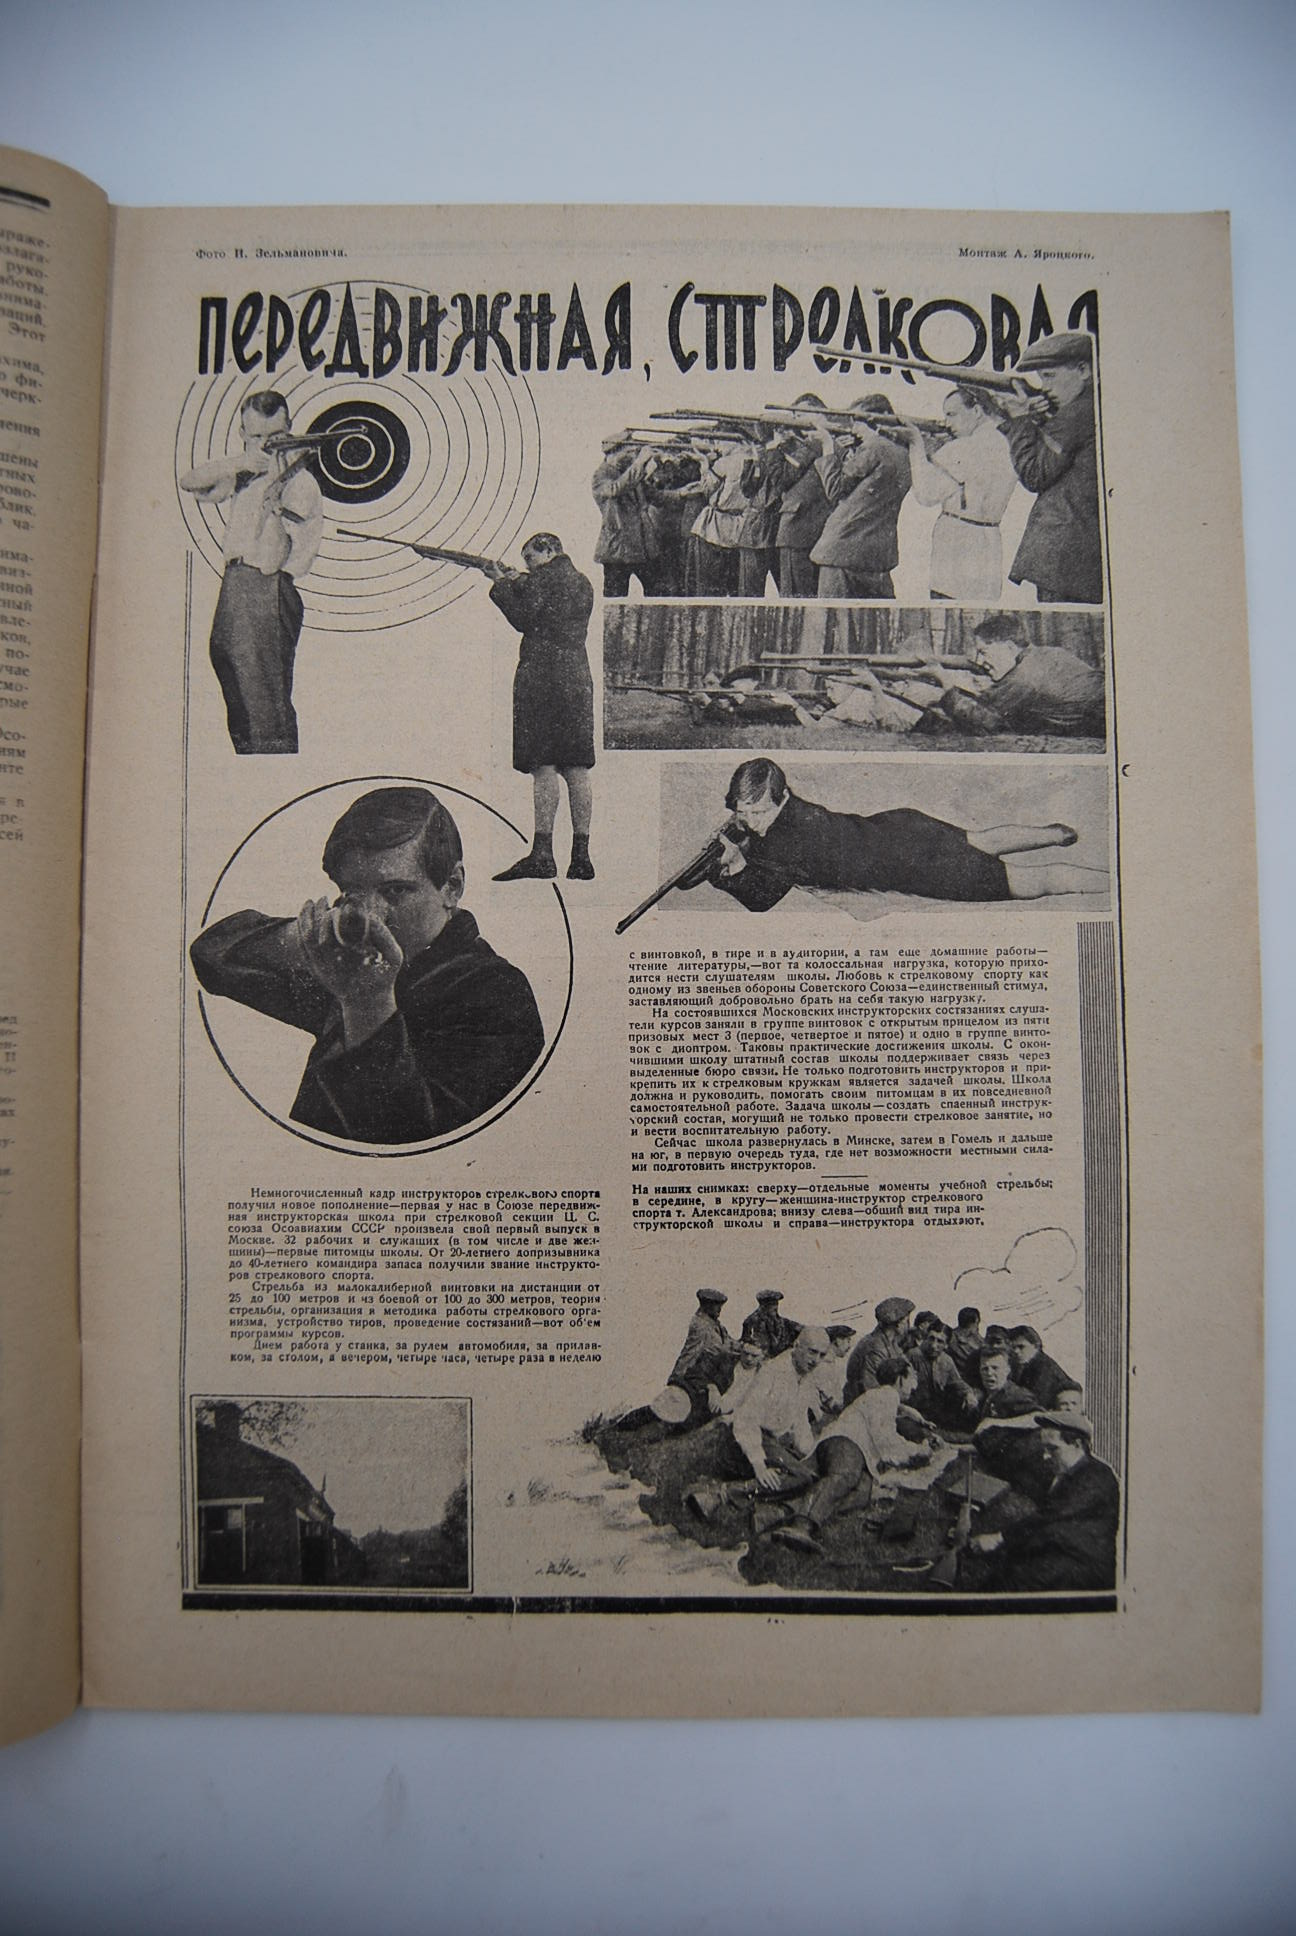 Фото Н. Зельмановича.
Монтаж А. Яроцкого.
ПЕРЕДВИЖНАЯ, СТРЕЛКОВАЯ
Немногочисленный кадр инструкторов стрелкового спорта
получил новое пополнение—первая у нас в Союзе передвиж-
ная инструкторская школа при стрелковой секции Ц. С.
союза Осоавиахим СССР произвела свой первый выпуск в
Москве. 32 рабочих и служащих (в том числе и две жен-
щины)—первые питомцы школы. От 20-летнего допризывника
до 40-летнего командира запаса получили звание инструкто-
ров стрелкового спорта.
Стрельба из малокалиберной винтовки на дистанции от
25 до 100 метров и из боевой от 100 до 300 метров, теория
стрельбы, организация и методика работы стрелкового орга-
низма, устройство тиров, проведение состязаний—вот об'ем
программы курсов.
Днем работа у станка, за рулем автомобиля, за прилав-
ком, за столом, а вечером, четыре часа, четыре раза в неделю
с винтовкой, в тире и в аудитории, а там еще домашние работы—
чтение литературы,—вот та колоссальная нагрузка, которую прихо-
дится нести слушателям школы. Любовь к стрелковому спорту как
одному из звеньев обороны Советского Союза—единственный стимул,
заставляющий добровольно брать на себя такую нагрузку.
На состоявшихся Московских инструкторских состязаниях слуша-
тели курсов заняли в группе винтовок с открытым прицелом из пяти
призовых мест 3 (первое, четвертое и пятое) и одно в группе винто-
вок с диоптром. Таковы практические достижения школы. С окон-
чившими школу штатный состав школы поддерживает связь через
выделенные бюро связи. Не только подготовить инструкторов и при-
крепить их к стрелковым кружкам является задачей школы. Школа
должна и руководить, помогать своим питомцам в их повседневной
самостоятельной работе. Задача школы—создать спаенный инструк-
торский состав, могущий не только провести стрелковое занятие, но
и вести воспитательную работу.
Сейчас школа развернулась в Минске, затем в Гомель и дальше
на юг, в первую очередь туда, где нет возможности местными сила-
ми подготовить инструкторов.
На наших снимках: сверху—отдельные моменты учебной стрельбы;
в середине, в кругу—женщина-инструктор стрелкового
спорта т. Александрова; внизу слева—общий вид тира ин-
структорской школы и справа—инструктора отдыхают.